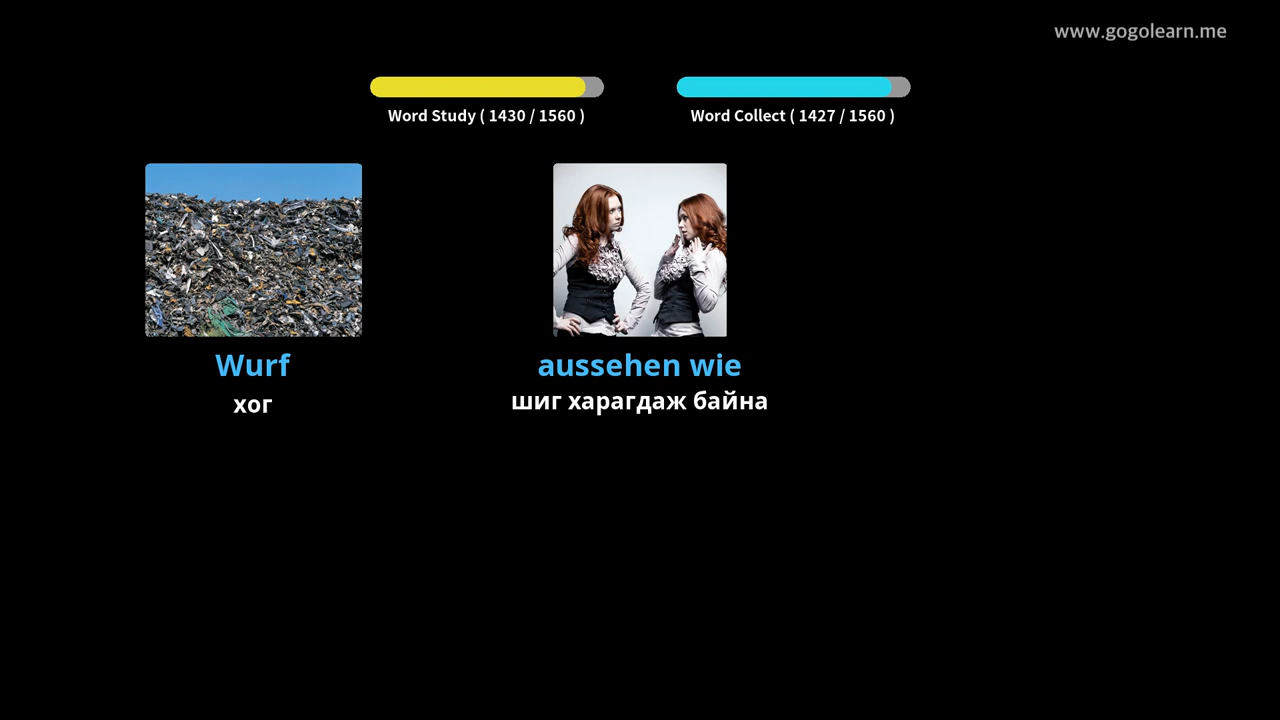 www.gogolearn.me
Word Study ( 1430 / 1560 )
Word Collect ( 1427 / 1560 )
Wurf
хог
aussehen wie
шиг харагдаж байна